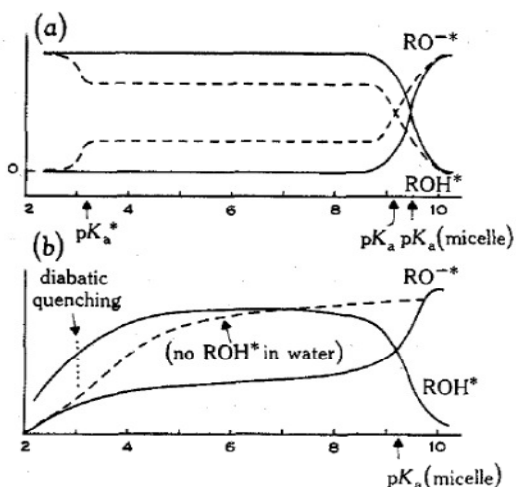 (a)
RO⁻*
O
ROH*
2 4 6 8 10
pKₐ* pKₐ pKₐ(micelle)
(b)
RO⁻*
diabatic
quenching
(no ROH* in water)
ROH*
2 4 6 8 10
pKₐ(micelle)